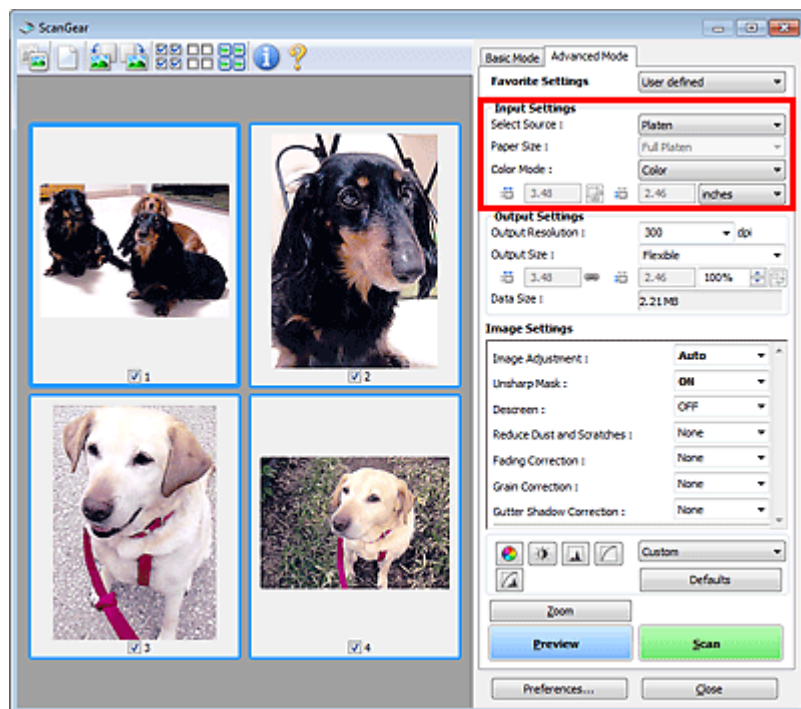 ScanGear
Basic Mode Advanced Mode
Favorite Settings User defined
Input Settings
Select Source : Platen
Paper Size : Full Platen
Color Mode : Color
3.48 2.46 inches
Output Settings
Output Resolution : 300 dpi
Output Size : Flexible
3.48 2.46 100%
Data Size : 2.21MB
Image Settings
Image Adjustment : Auto
Unsharp Mask : ON
Descreen : OFF
Reduce Dust and Scratches : None
Fading Correction : None
Grain Correction : None
Gutter Shadow Correction : None
Custom
Defaults
Zoom
Preview Scan
Preferences... Close
1 2
3 4